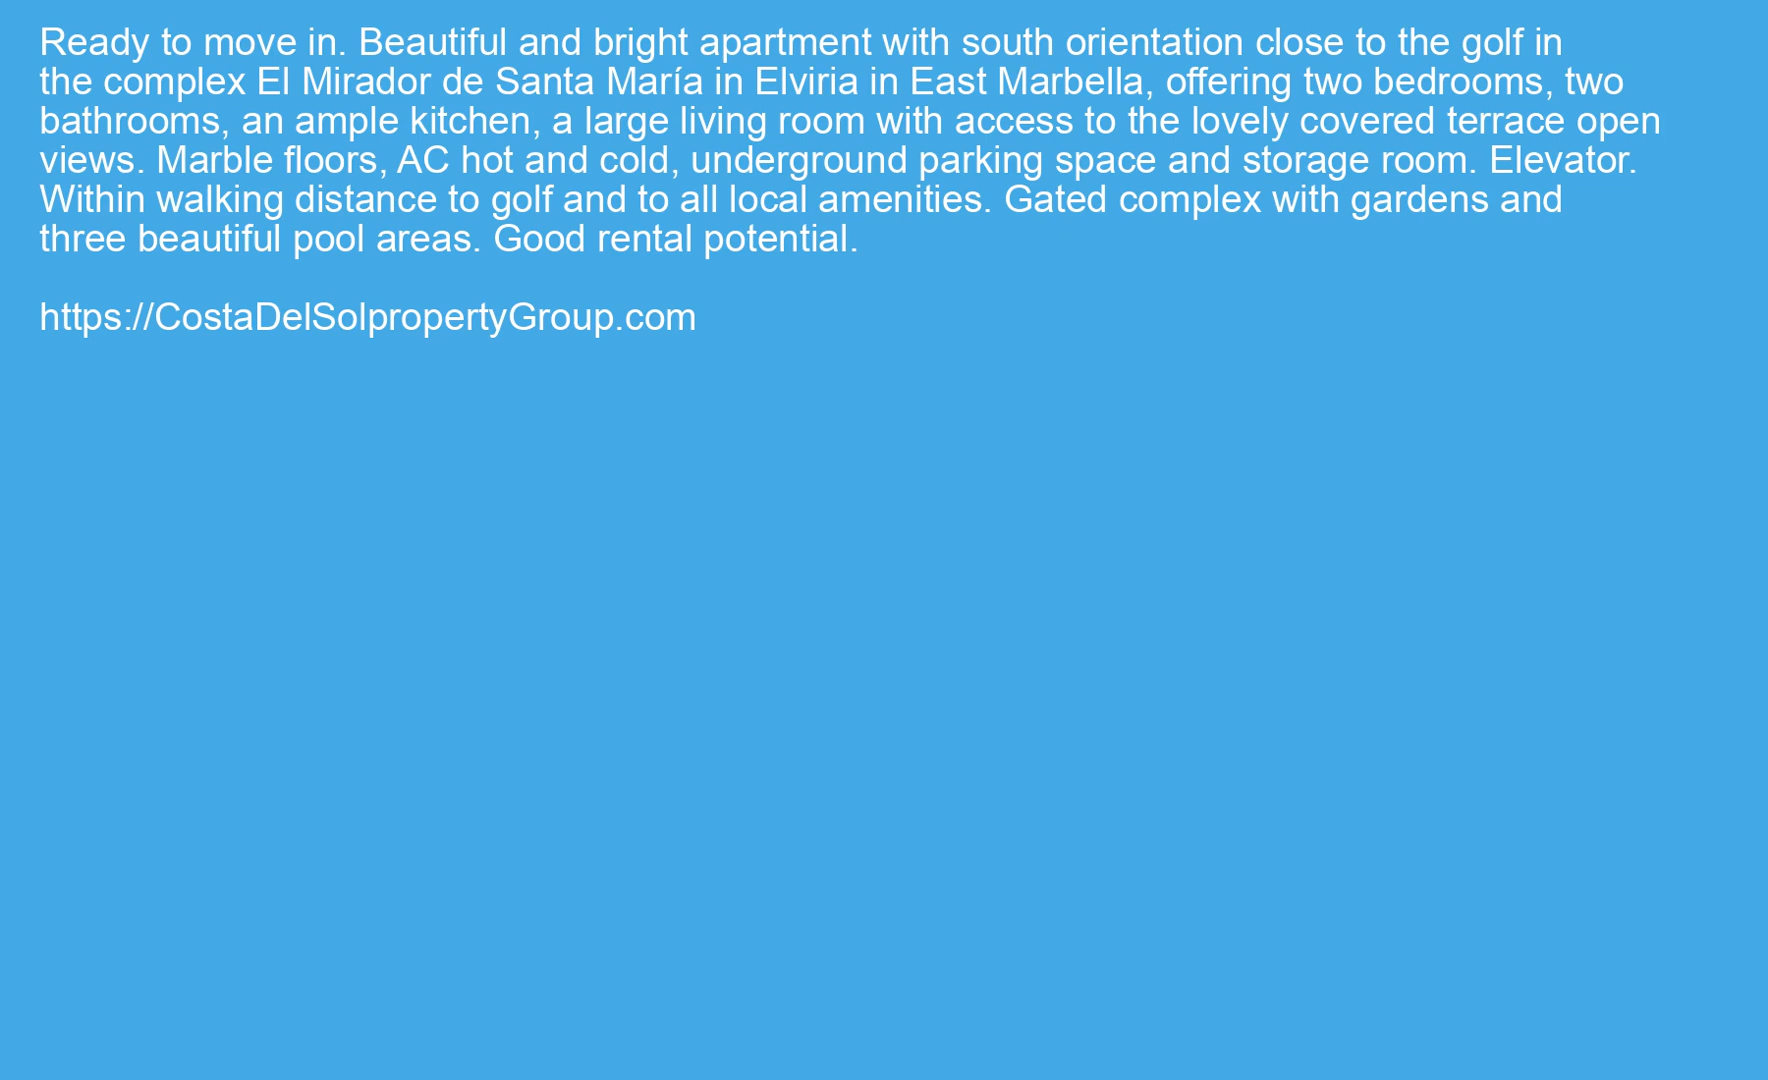 Ready to move in. Beautiful and bright apartment with south orientation close to the golf in
the complex El Mirador de Santa María in Elviria in East Marbella, offering two bedrooms, two
bathrooms, an ample kitchen, a large living room with access to the lovely covered terrace open
views. Marble floors, AC hot and cold, underground parking space and storage room. Elevator.
Within walking distance to golf and to all local amenities. Gated complex with gardens and
three beautiful pool areas. Good rental potential.
https://CostaDelSolpropertyGroup.com